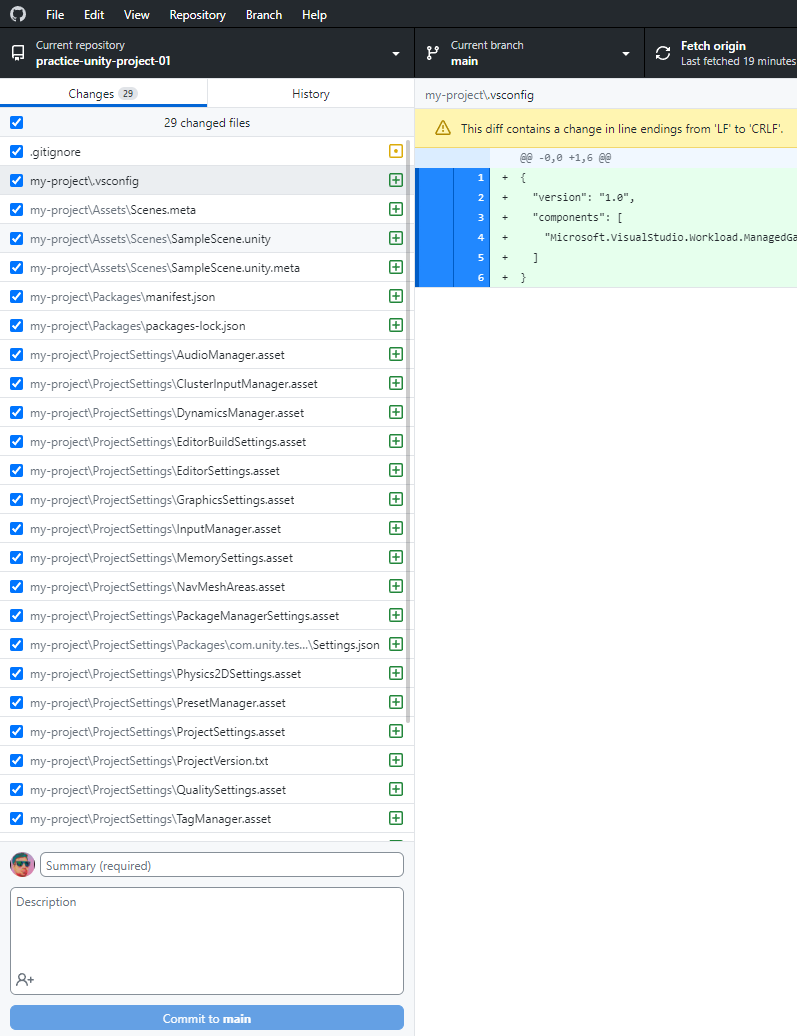 File Edit View Repository Branch Help
Current repository
practice-unity-project-01
Current branch
main
Fetch origin
Last fetched 19 minutes
Changes 29 History
29 changed files
.gitignore
my-project\.vsconfig
my-project\Assets\Scenes.meta
my-project\Assets\Scenes\SampleScene.unity
my-project\Assets\Scenes\SampleScene.unity.meta
my-project\Packages\manifest.json
my-project\Packages\packages-lock.json
my-project\ProjectSettings\AudioManager.asset
my-project\ProjectSettings\ClusterInputManager.asset
my-project\ProjectSettings\DynamicsManager.asset
my-project\ProjectSettings\EditorBuildSettings.asset
my-project\ProjectSettings\EditorSettings.asset
my-project\ProjectSettings\GraphicsSettings.asset
my-project\ProjectSettings\InputManager.asset
my-project\ProjectSettings\MemorySettings.asset
my-project\ProjectSettings\NavMeshAreas.asset
my-project\ProjectSettings\PackageManagerSettings.asset
my-project\ProjectSettings\Packages\com.unity.tes...\Settings.json
my-project\ProjectSettings\Physics2DSettings.asset
my-project\ProjectSettings\PresetManager.asset
my-project\ProjectSettings\ProjectSettings.asset
my-project\ProjectSettings\ProjectVersion.txt
my-project\ProjectSettings\QualitySettings.asset
my-project\ProjectSettings\TagManager.asset
Summary (required)
Description
Commit to main
my-project\.vsconfig
This diff contains a change in line endings from 'LF' to 'CRLF'.
@@ -0,0 +1,6 @@
1 + {
2 + "version": "1.0",
3 + "components": [
4 + "Microsoft.VisualStudio.Workload.ManagedGa
5 + ]
6 + }